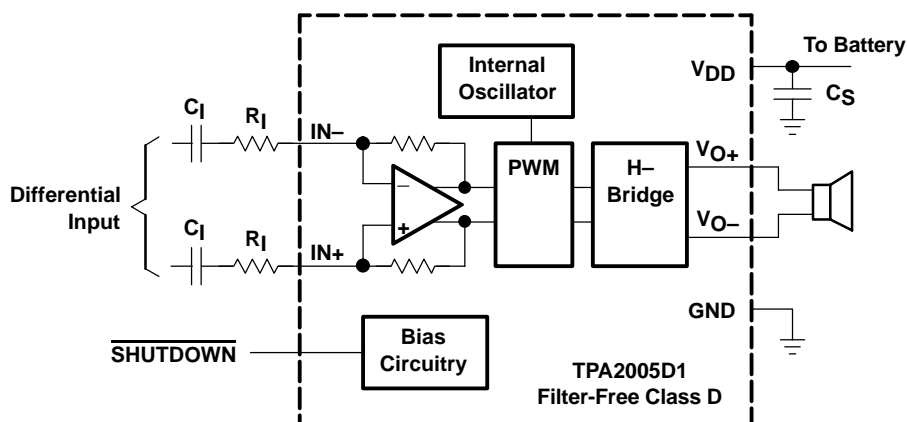 To Battery
Internal
Oscillator
VDD
CS
CI
RI
IN–
VO+
PWM
H–
Bridge
–
Differential
Input
+
VO–
CI
RI
IN+
GND
Bias
Circuitry
SHUTDOWN
TPA2005D1
Filter-Free Class D